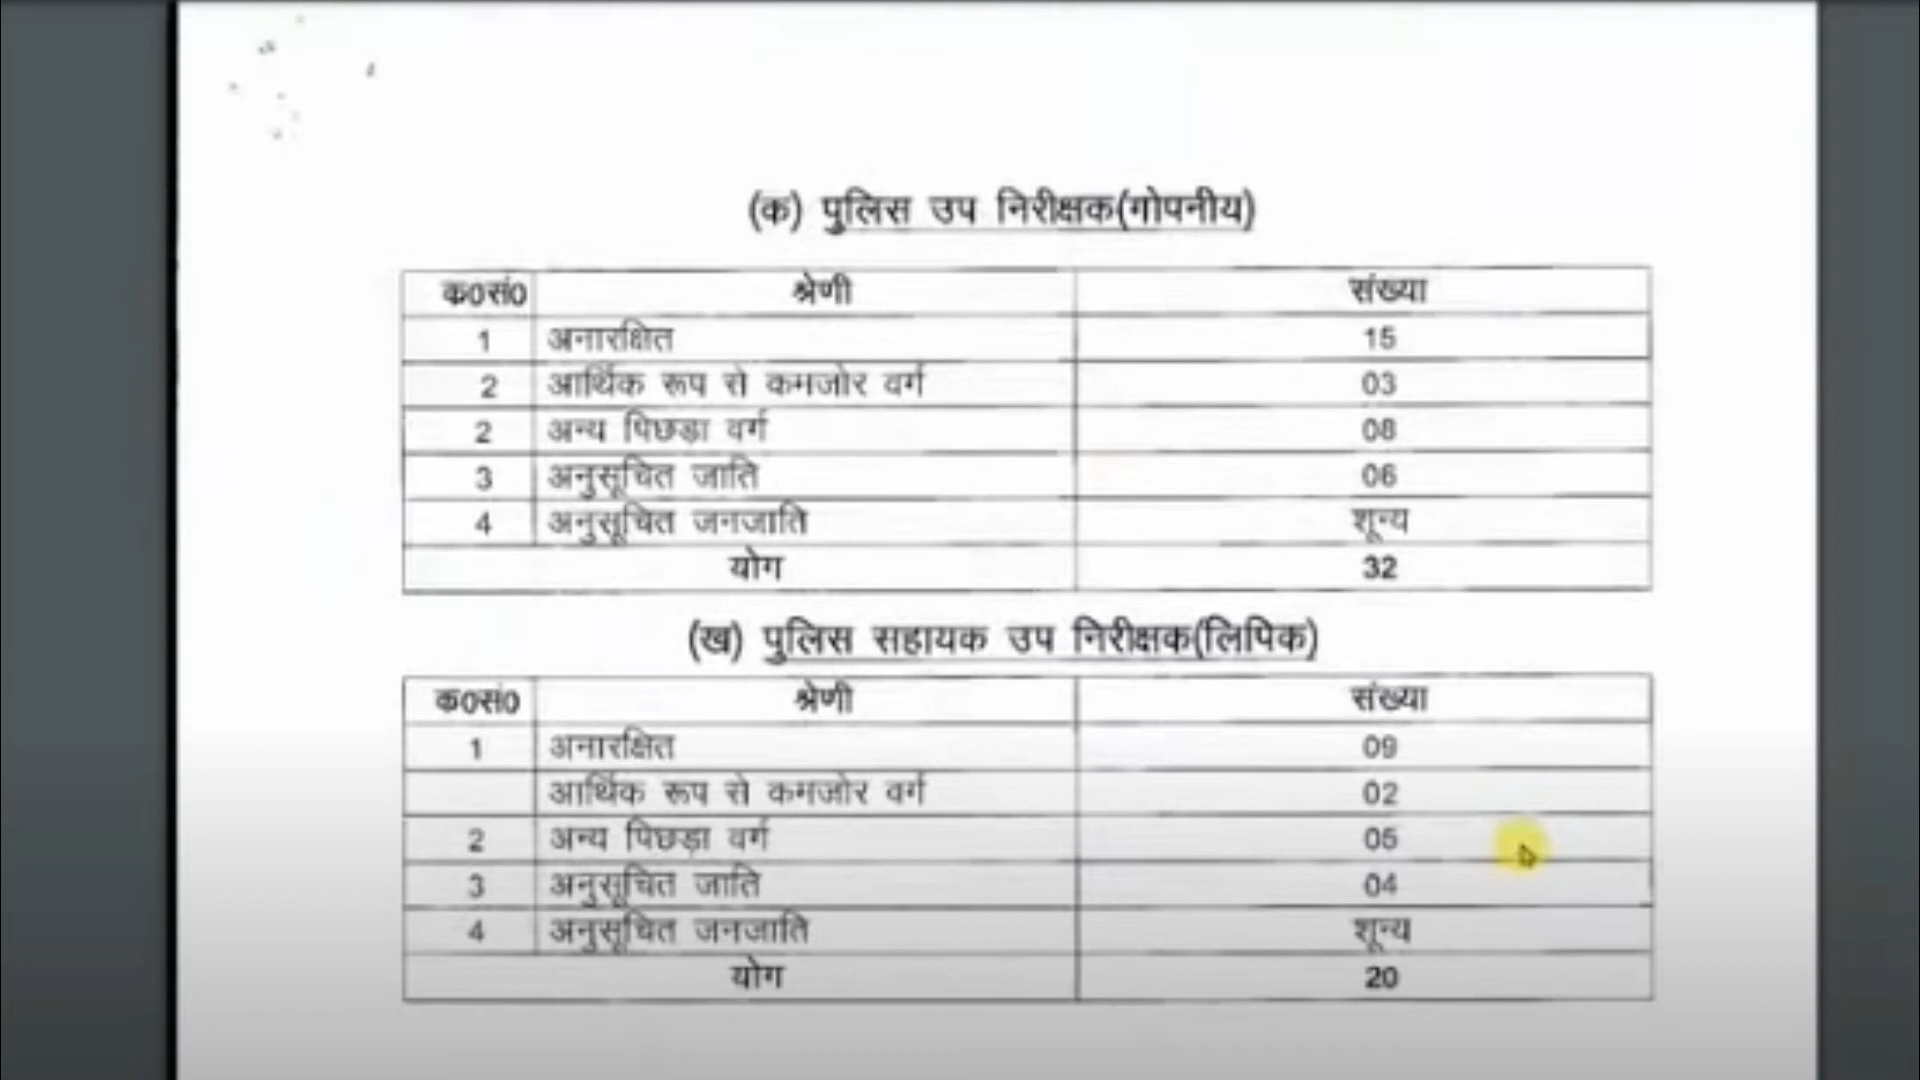 (क) पुलिस उप निरीक्षक(गोपनीय)
क0सं0 श्रेणी संख्या
1 अनारक्षित 15
2 आर्थिक रूप से कमजोर वर्ग 03
2 अन्य पिछड़ा वर्ग 08
3 अनुसूचित जाति 06
4 अनुसूचित जनजाति शून्य
योग 32
(ख) पुलिस सहायक उप निरीक्षक(लिपिक)
क0सं0 श्रेणी संख्या
1 अनारक्षित 09
आर्थिक रूप से कमजोर वर्ग 02
2 अन्य पिछड़ा वर्ग 05
3 अनुसूचित जाति 04
4 अनुसूचित जनजाति शून्य
योग 20